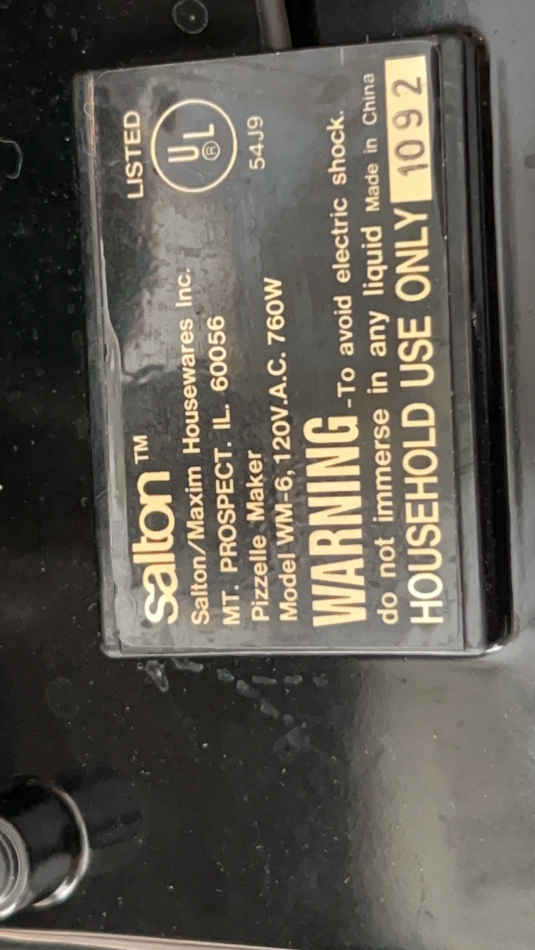 salton™
Salton/Maxim Housewares Inc.
MT. PROSPECT. IL. 60056
Pizzelle Maker
Model WM-6, 120V.A.C. 760W
LISTED
UL®
54J9
WARNING -To avoid electric shock.
do not immerse in any liquid Made in China
HOUSEHOLD USE ONLY 1092